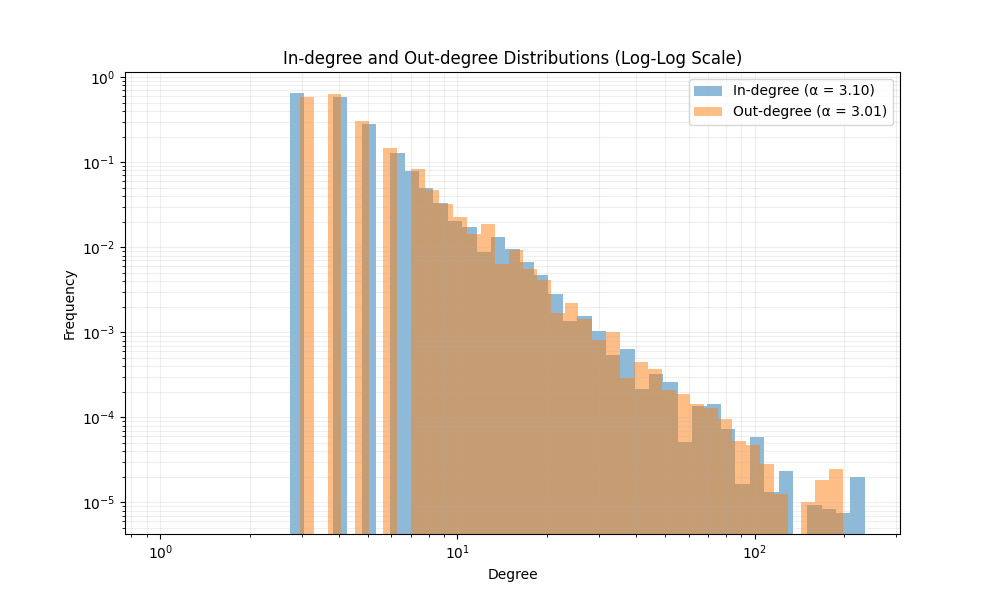 In-degree and Out-degree Distributions (Log-Log Scale)
In-degree (α = 3.10)
Out-degree (α = 3.01)
10⁰
10⁻¹
10⁻²
10⁻³
10⁻⁴
10⁻⁵
Frequency
10⁰ 10¹ 10²
Degree